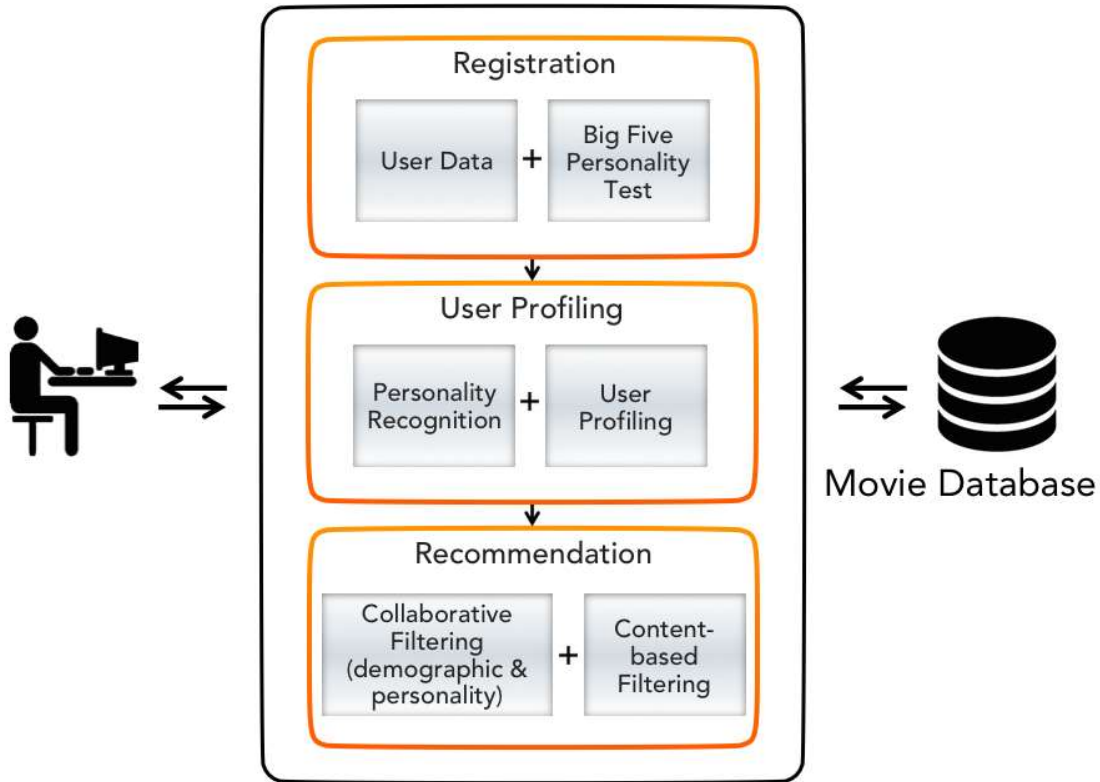 Registration
User Data
+
Big Five
Personality
Test
User Profiling
Personality
Recognition
+
User
Profiling
Movie Database
Recommendation
Collaborative
Filtering
(demographic &
personality)
+
Content-
based
Filtering